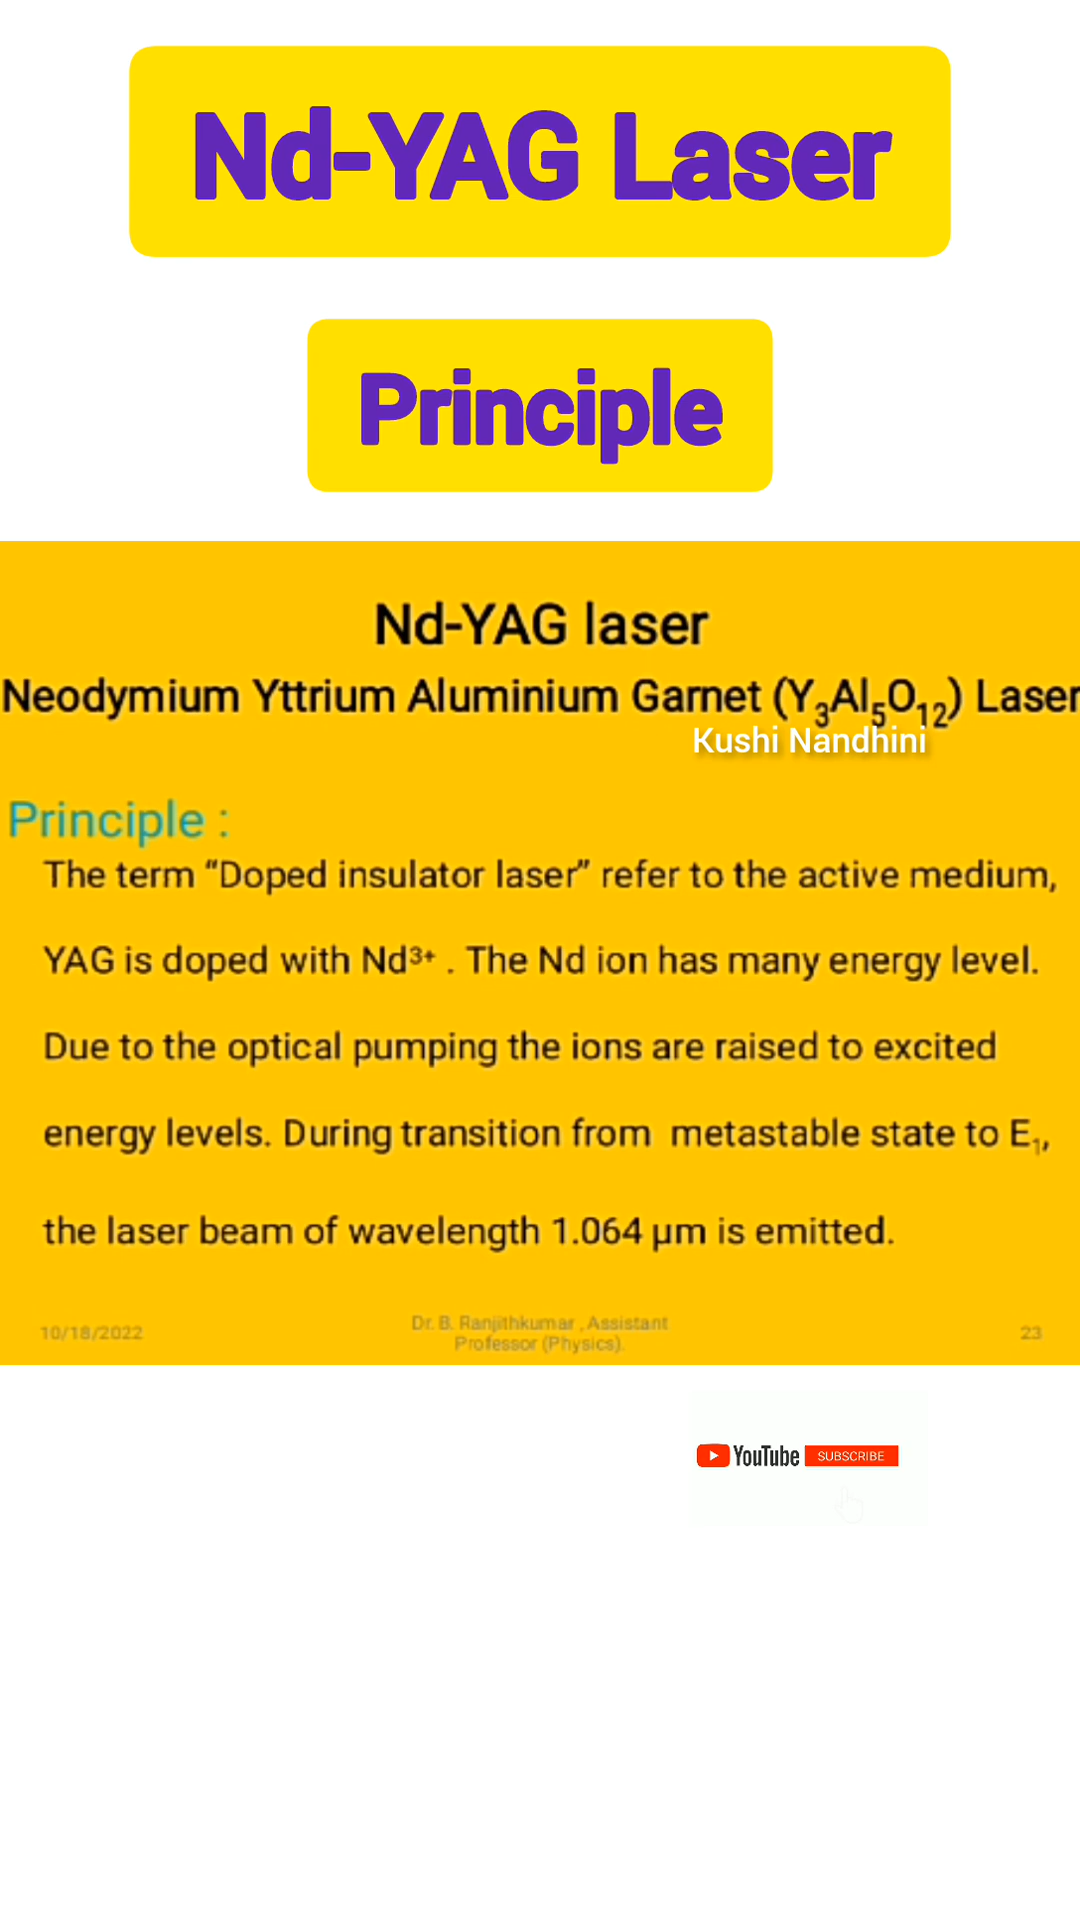 Nd-YAG Laser
Principle
Nd-YAG laser
Neodymium Yttrium Aluminium Garnet (Y₃Al₅O₁₂) Laser
Kushi Nandhini
Principle :
The term “Doped insulator laser” refer to the active medium,
YAG is doped with Nd³⁺ . The Nd ion has many energy level.
Due to the optical pumping the ions are raised to excited
energy levels. During transition from metastable state to E₁,
the laser beam of wavelength 1.064 µm is emitted.
10/18/2022
Dr. B. Ranjithkumar , Assistant
Professor (Physics).
23
YouTube SUBSCRIBE